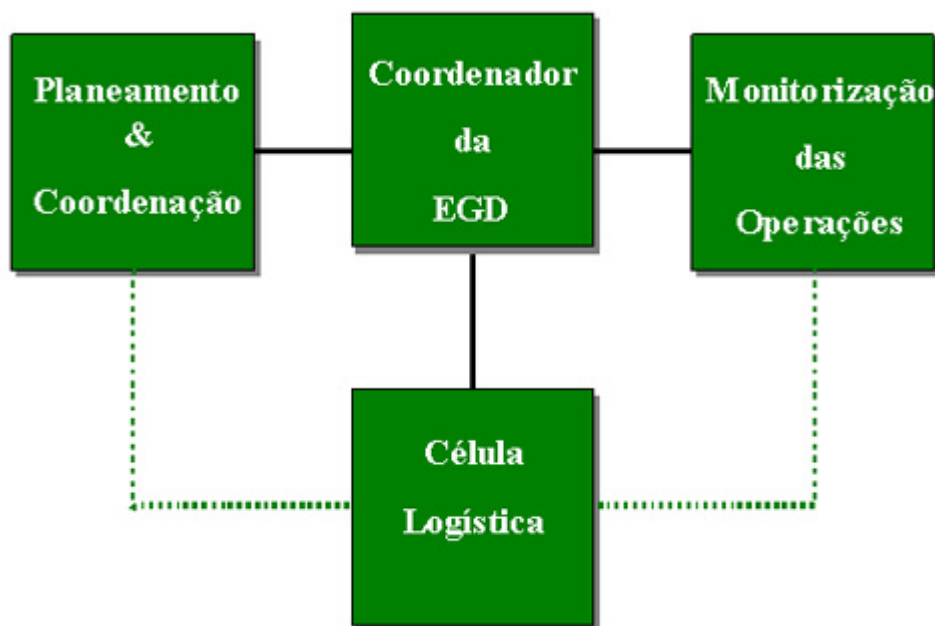 Planeamento
&
Coordenação
Coordenador
da
EGD
Monitorização
das
Operações
Célula
Logística